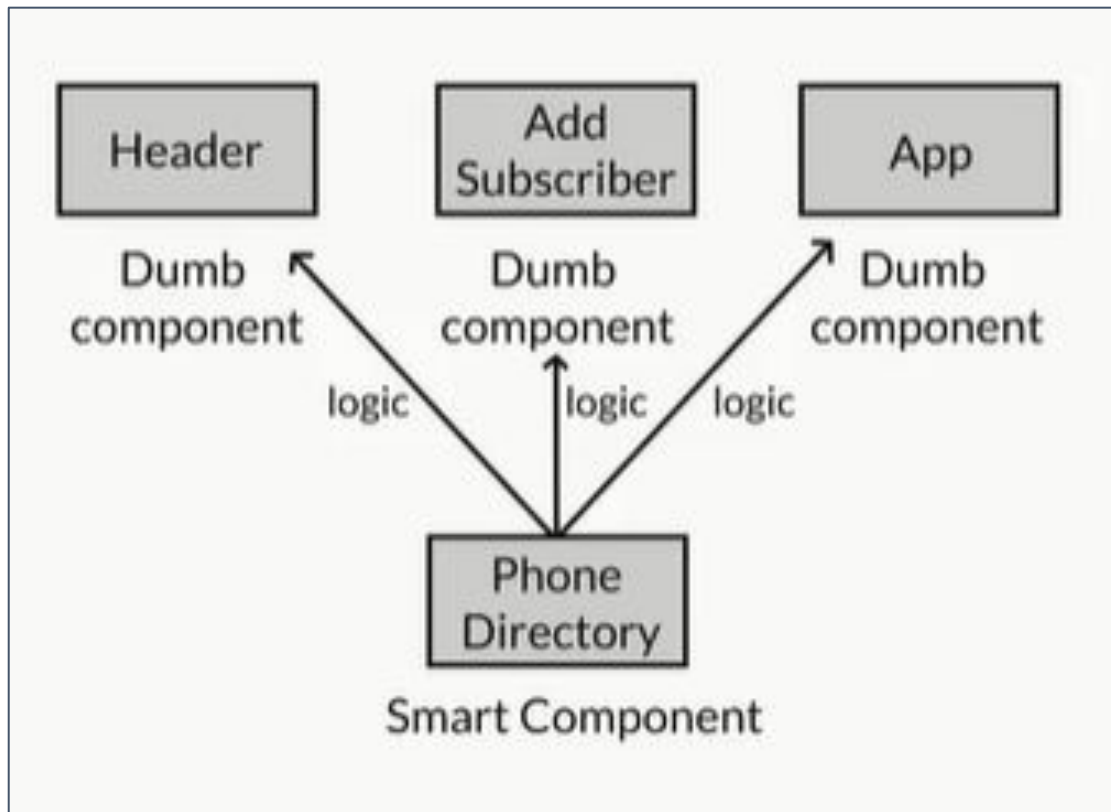 Header
Add
Subscriber
App
Dumb
component
Dumb
component
Dumb
component
logic
logic
logic
Phone
Directory
Smart Component